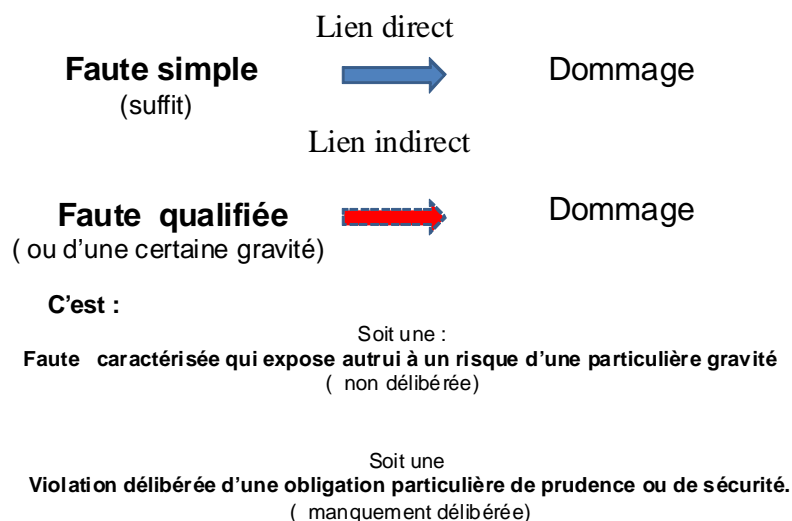 Lien direct
Faute simple Dommage
(suffit)
Lien indirect
Faute qualifiée Dommage
( ou d'une certaine gravité)
C'est :
Soit une :
Faute caractérisée qui expose autrui à un risque d'une particulière gravité
( non délibérée)
Soit une
Violation délibérée d'une obligation particulière de prudence ou de sécurité.
( manquement délibérée)